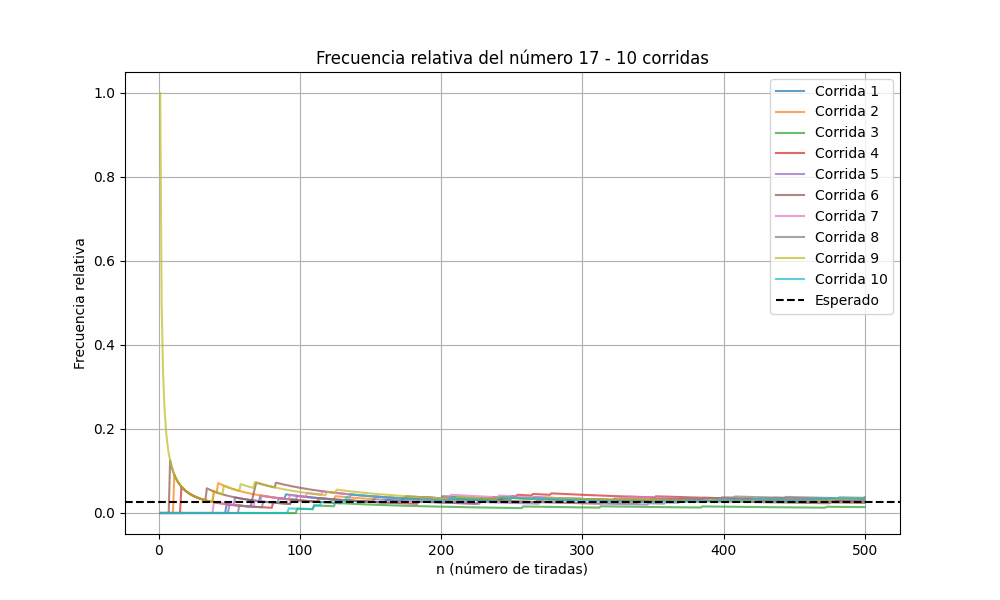 Frecuencia relativa del número 17 - 10 corridas
Frecuencia relativa
1.0
0.8
0.6
0.4
0.2
0.0
0
100
200
300
400
500
n (número de tiradas)
Corrida 1
Corrida 2
Corrida 3
Corrida 4
Corrida 5
Corrida 6
Corrida 7
Corrida 8
Corrida 9
Corrida 10
Esperado